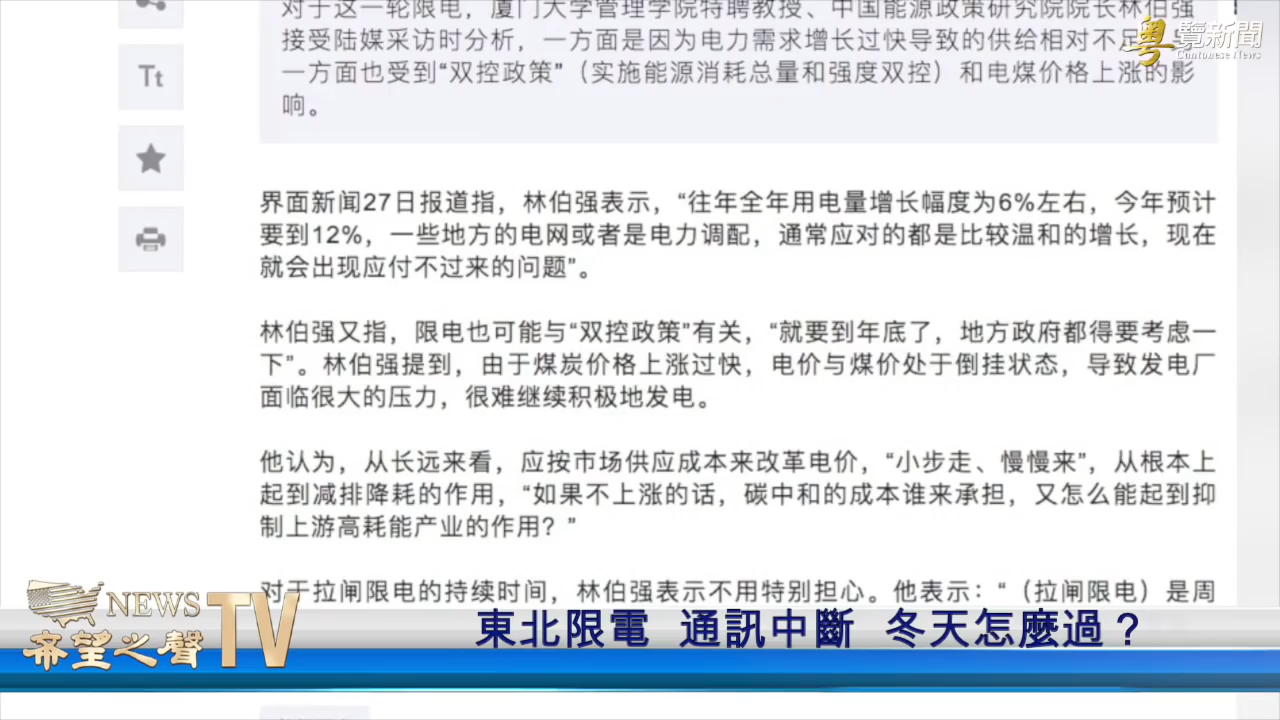 对于这一轮限电，厦门大学管理学院特聘教授、中国能源政策研究院院长林伯强
接受陆媒采访时分析，一方面是因为电力需求增长过快导致的供给相对不足
一方面也受到“双控政策”（实施能源消耗总量和强度双控）和电煤价格上涨的影
响。
粤覽新聞
Cantonese News
Tt
界面新闻27日报道指，林伯强表示，“往年全年用电量增长幅度为6%左右，今年预计
要到12%，一些地方的电网或者是电力调配，通常应对的都是比较温和的增长，现在
就会出现应付不过来的问题”。
林伯强又指，限电也可能与“双控政策”有关，“就要到年底了，地方政府都得要考虑一
下”。林伯强提到，由于煤炭价格上涨过快，电价与煤价处于倒挂状态，导致发电厂
面临很大的压力，很难继续积极地发电。
他认为，从长远来看，应按市场供应成本来改革电价，“小步走、慢慢来”，从根本上
起到减排降耗的作用，“如果不上涨的话，碳中和的成本谁来承担，又怎么能起到抑
制上游高耗能产业的作用？”
对于拉闸限电的持续时间，林伯强表示不用特别担心。他表示：“（拉闸限电）是周
NEWS TV
希望之聲
東北限電 通訊中斷 冬天怎麼過？